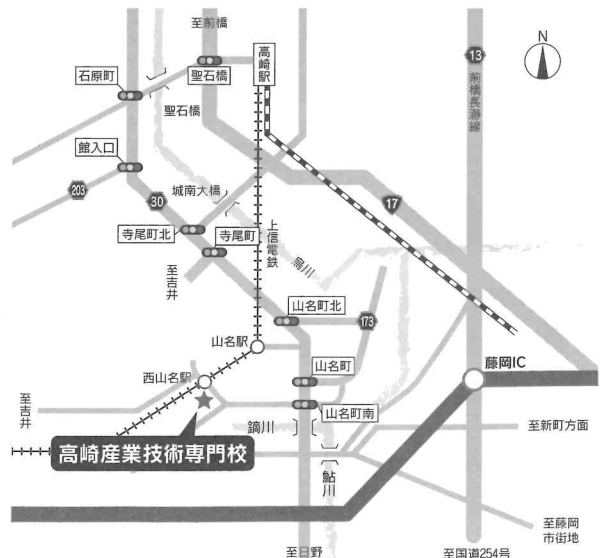 至前橋
N
高崎駅
13
前橋長瀞線
石原町
聖石橋
聖石橋
館入口
203
城南大橋
30
17
寺尾町北
寺尾町
上信電鉄
烏川
至吉井
山名町北
173
山名駅
西山名駅
山名町
藤岡IC
至
吉井
山名町南
鏑川
至新町方面
高崎産業技術専門校
鮎川
至藤岡
市街地
至日野
至国道254号